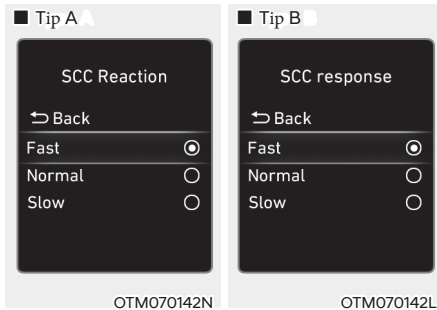 ■ Tip A
SCC Reaction
Back
Fast
Normal
Slow
OTM070142N
■ Tip B
SCC response
Back
Fast
Normal
Slow
OTM070142L